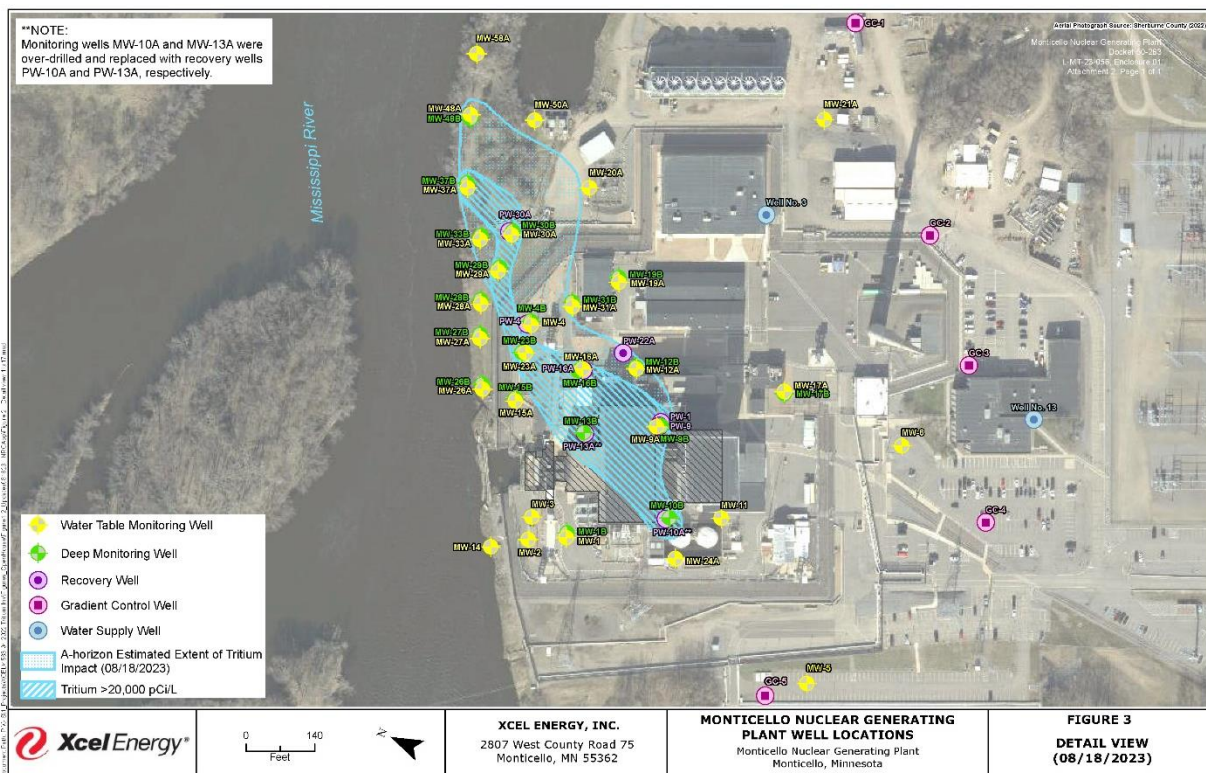 **NOTE:
Monitoring wells MW-10A and MW-13A were
over-drilled and replaced with recovery wells
PW-10A and PW-13A, respectively.
Aerial Photograph Source: Sherburne County (2022)
Monticello Nuclear Generating Plant
Attachment 2, Page 1 of 1
Mississippi River
GC-1
MW-58A
MW-48A
MW-48B
MW-50A
MW-21A
MW-37B
MW-37A
MW-20A
PW-30A
MW-30B
MW-30A
Well No. 3
GC-2
MW-33B
MW-33A
MW-29B
MW-29A
MW-19B
MW-19A
MW-28B
MW-28A
MW-31B
MW-31A
MW-4B
PW-4
MW-4
MW-27B
MW-27A
MW-23B
MW-23A
PW-22A
MW-16A
PW-16A
MW-16B
MW-12B
MW-12A
GC-3
MW-26B
MW-26A
MW-15B
MW-15A
MW-17A
MW-17B
Well No. 13
MW-13B
PW-13A**
PW-1
PW-9
MW-9A
MW-9B
MW-6
MW-3
MW-10B
PW-10A**
MW-11
GC-4
MW-14
MW-2
MW-1B
MW-1
MW-24A
MW-5
GC-5
Water Table Monitoring Well
Deep Monitoring Well
Recovery Well
Gradient Control Well
Water Supply Well
A-horizon Estimated Extent of Tritium
Impact (08/18/2023)
Tritium >20,000 pCi/L
Xcel Energy®
0 140
Feet
N
XCEL ENERGY, INC.
2807 West County Road 75
Monticello, MN 55362
MONTICELLO NUCLEAR GENERATING
PLANT WELL LOCATIONS
Monticello Nuclear Generating Plant
Monticello, Minnesota
FIGURE 3
DETAIL VIEW
(08/18/2023)